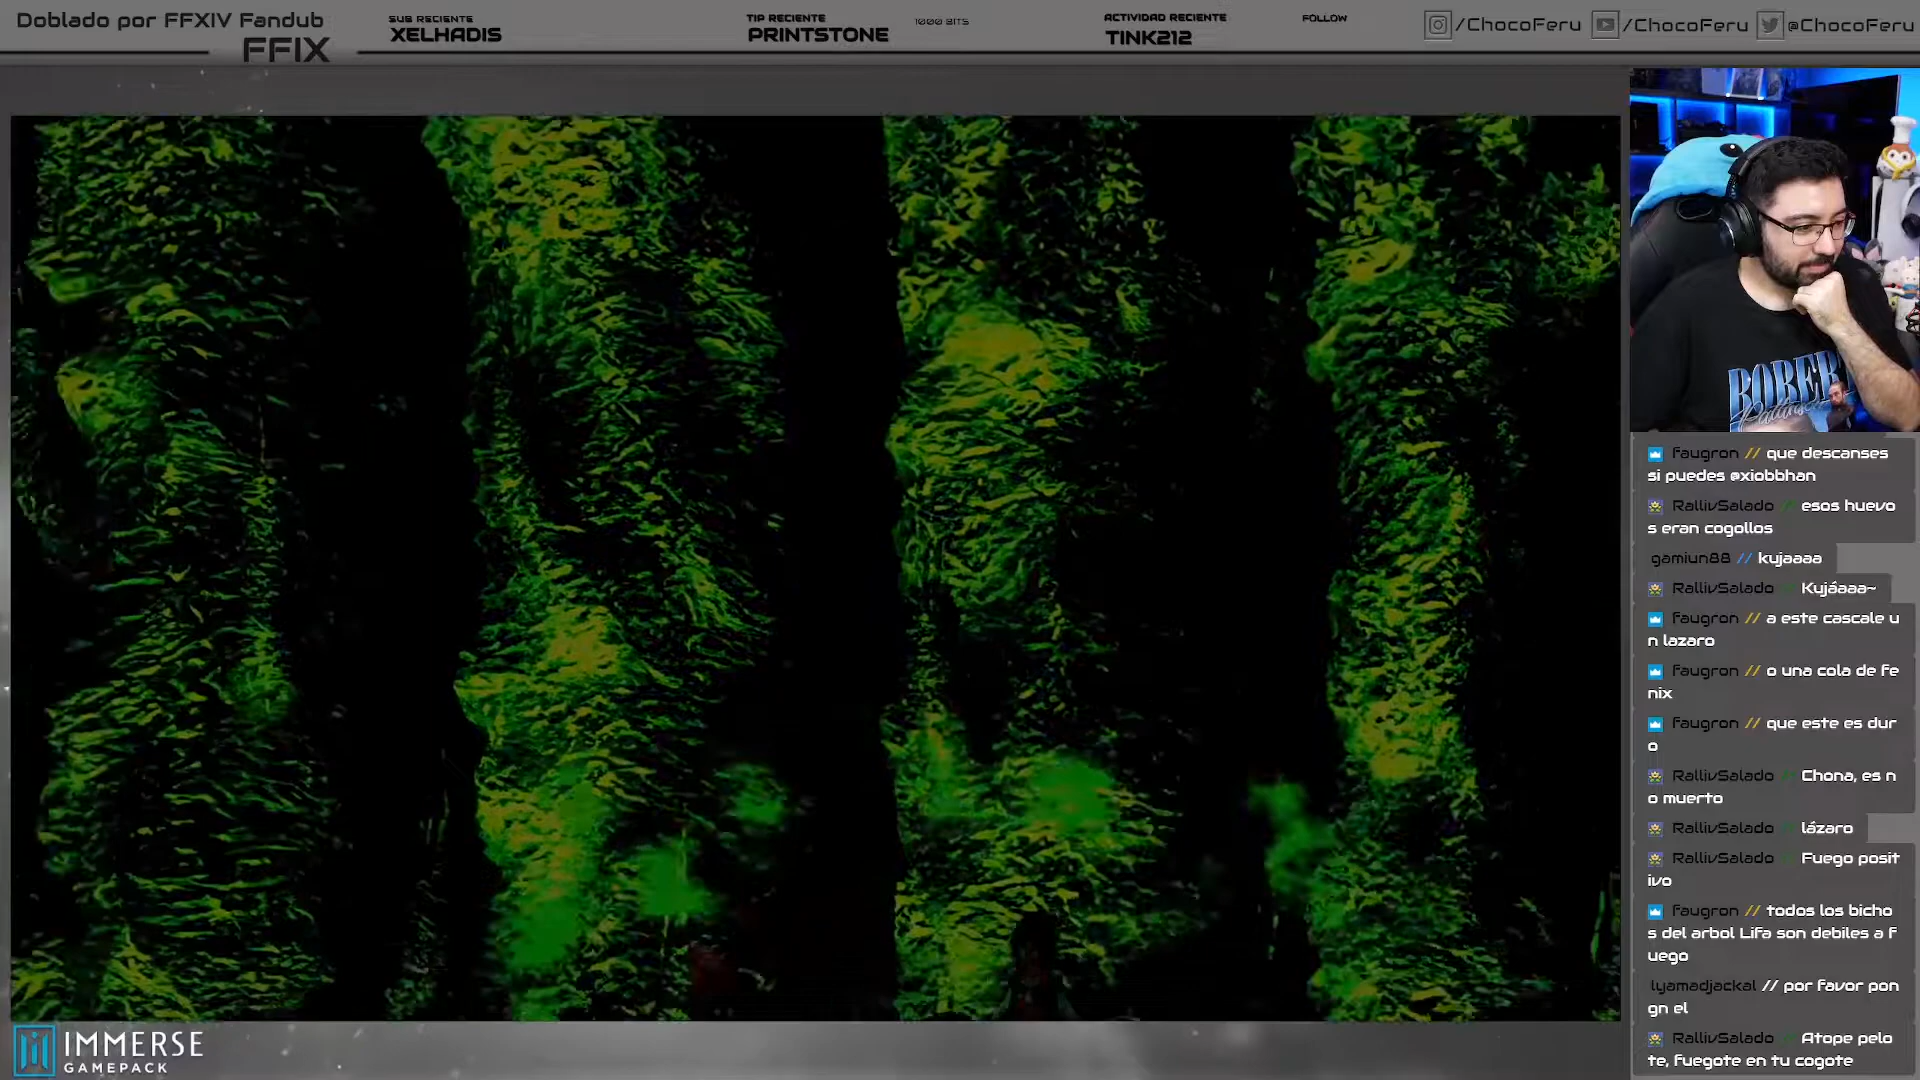 Doblado por FFXIV Fandub
FFIX
SUB RECIENTE
XELHADIS
TIP RECIENTE
PRINTSTONE
1000 BITS
ACTIVIDAD RECIENTE
TINK212
FOLLOW
/ChocoFeru
/ChocoFeru
@ChocoFeru
BOBER
Pattinson
faugron // que descanses
si puedes @xiobbhan
RallivSalado // esos huevo
s eran cogollos
gamiun88 // kujaaaa
RallivSalado // Kujáaaa~
faugron // a este cascale u
n lazaro
faugron // o una cola de fe
nix
faugron // que este es dur
o
RallivSalado // Chona, es n
o muerto
RallivSalado // lázaro
RallivSalado // Fuego posit
ivo
faugron // todos los bicho
s del arbol Lifa son debiles a f
uego
lyamadjackal // por favor pon
gn el
RallivSalado // Atope pelo
te, fuegote en tu cogote
IMMERSE
GAMEPACK